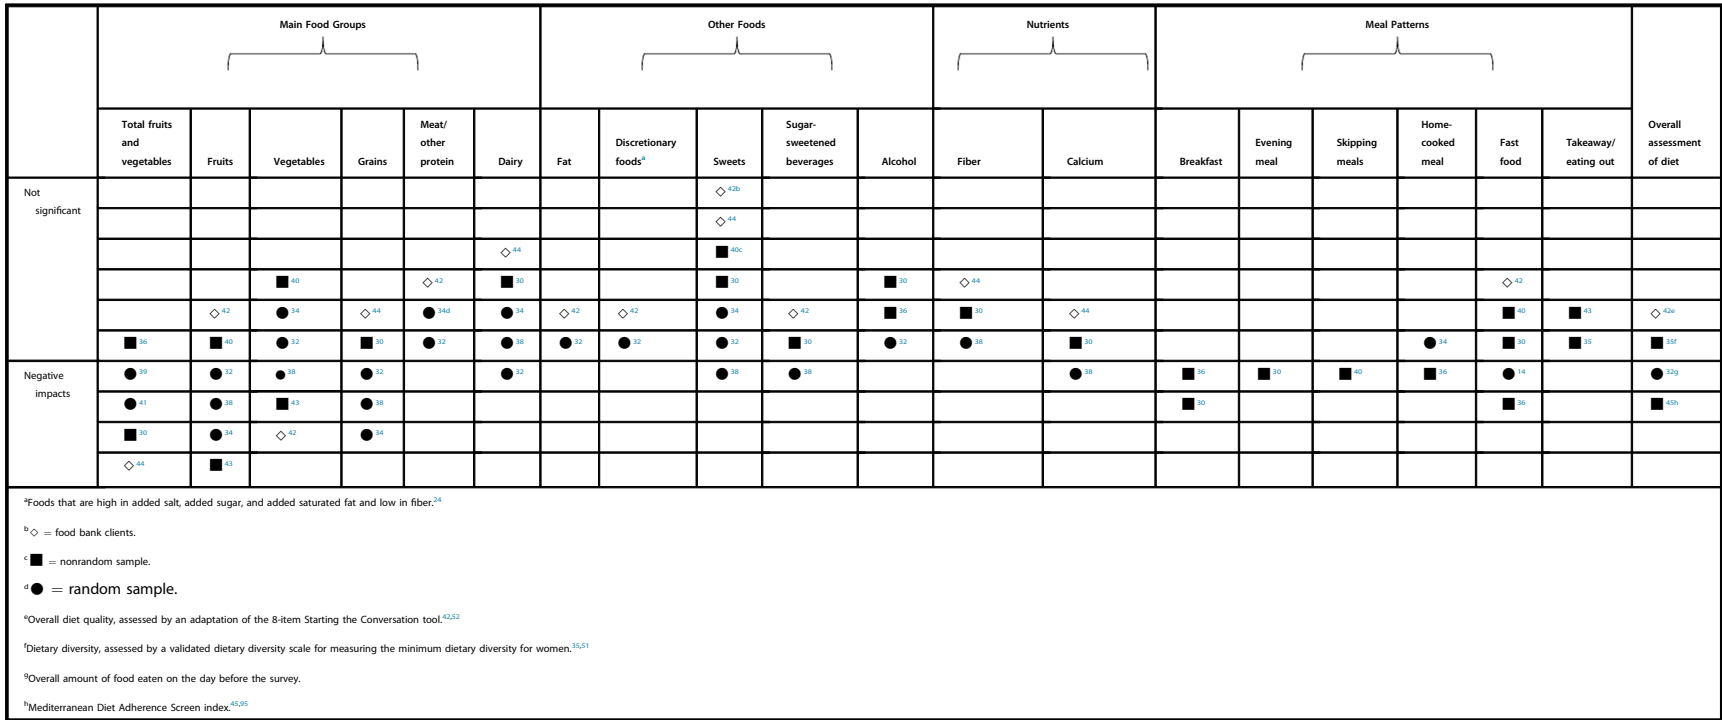 Main Food Groups Other Foods Nutrients Meal Patterns
Total fruits and vegetables Fruits Vegetables Grains Meat/ other protein Dairy Fat Discretionary foodsa Sweets Sugar-sweetened beverages Alcohol Fiber Calcium Breakfast Evening meal Skipping meals Home-cooked meal Fast food Takeaway/ eating out Overall assessment of diet
Not significant
◇ 42b
◇ 44
◇ 44 ■ 40c
■ 40 ◇ 42 ■ 30 ■ 30 ■ 30 ◇ 44 ◇ 42
◇ 42 ● 34 ◇ 44 ● 34d ● 34 ◇ 42 ◇ 42 ● 34 ◇ 42 ■ 36 ■ 30 ◇ 44 ■ 40 ■ 43 ◇ 42e
■ 36 ■ 40 ● 32 ■ 30 ● 32 ● 38 ● 32 ● 32 ● 32 ■ 30 ● 32 ● 38 ■ 30 ● 34 ■ 30 ■ 35 ■ 35f
Negative impacts
● 39 ● 32 ● 38 ● 32 ● 32 ● 38 ● 38 ● 38 ■ 36 ■ 30 ■ 40 ■ 36 ● 14 ● 32g
● 41 ● 38 ■ 43 ● 38 ■ 30 ■ 36 ■ 45h
■ 30 ● 34 ◇ 42 ● 34
◇ 44 ■ 43
aFoods that are high in added salt, added sugar, and added saturated fat and low in fiber.24
b ◇ = food bank clients.
c ■ = nonrandom sample.
d ● = random sample.
eOverall diet quality, assessed by an adaptation of the 8-item Starting the Conversation tool.42,52
fDietary diversity, assessed by a validated dietary diversity scale for measuring the minimum dietary diversity for women.35,51
gOverall amount of food eaten on the day before the survey.
hMediterranean Diet Adherence Screen index.45,95